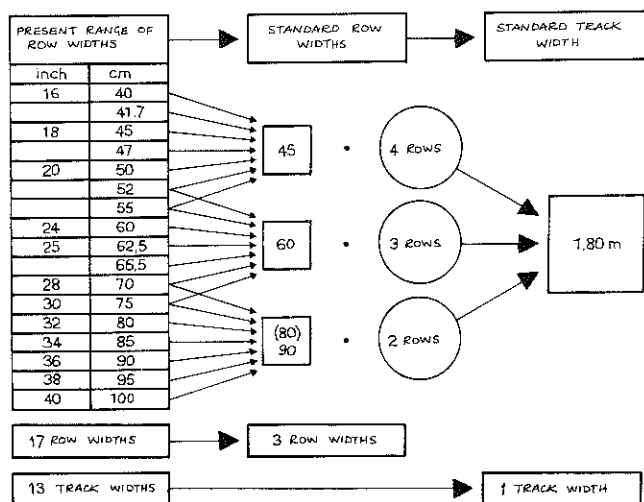 PRESENT RANGE OF
ROW WIDTHS
STANDARD ROW
WIDTHS
STANDARD TRACK
WIDTH
inch cm
16 40
41.7
18 45
47
20 50
52
55
24 60
25 62,5
66,5
28 70
30 75
32 80
34 85
36 90
38 95
40 100
45 · 4 ROWS
60 · 3 ROWS
1,80 m
(80)
90 · 2 ROWS
17 ROW WIDTHS
3 ROW WIDTHS
13 TRACK WIDTHS
1 TRACK WIDTH